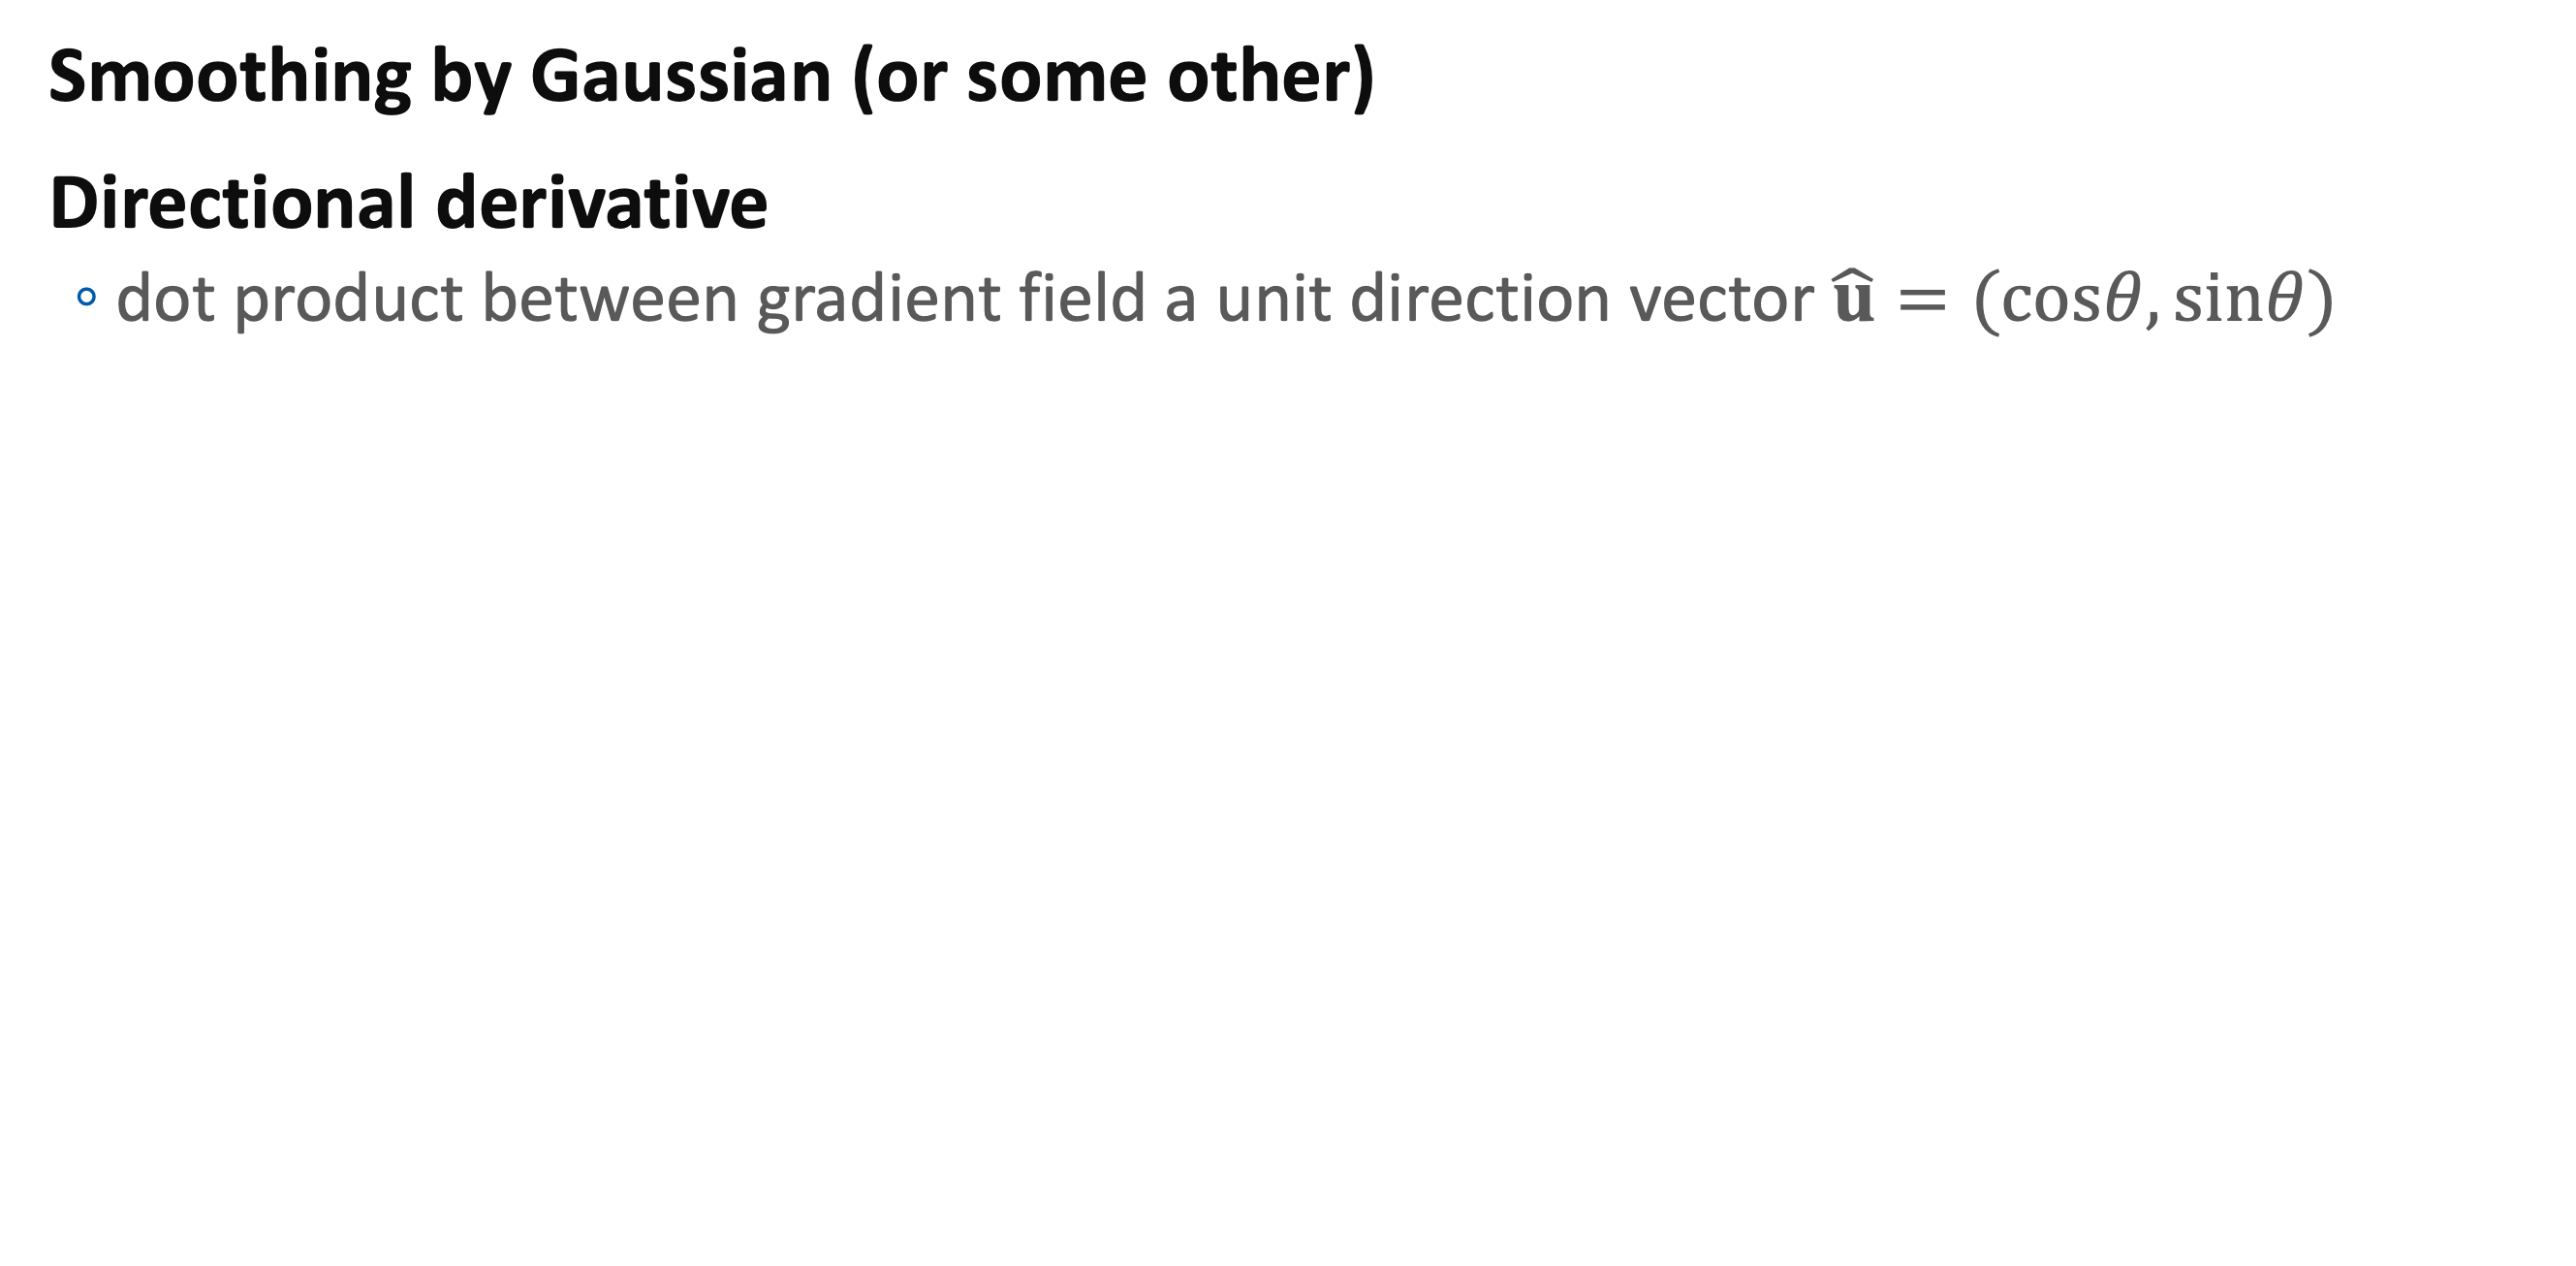 Smoothing by Gaussian (or some other)
Directional derivative
◦ dot product between gradient field a unit direction vector û = (cosθ, sinθ)